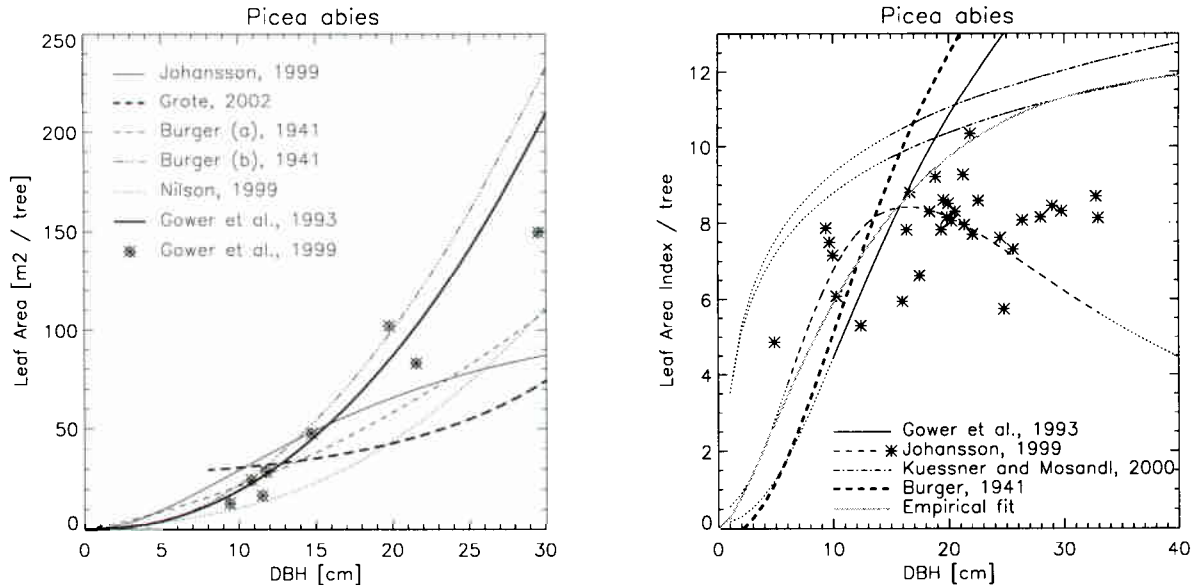 Picea abies
250
200
150
100
50
0
Leaf Area [m2 / tree]
Johansson, 1999
Grote, 2002
Burger (a), 1941
Burger (b), 1941
Nilson, 1999
Gower et al., 1993
Gower et al., 1999
0 5 10 15 20 25 30
DBH [cm]
Picea abies
12
10
8
6
4
2
0
Leaf Area Index / tree
Gower et al., 1993
Johansson, 1999
Kuessner and Mosandl, 2000
Burger, 1941
Empirical fit
0 10 20 30 40
DBH [cm]